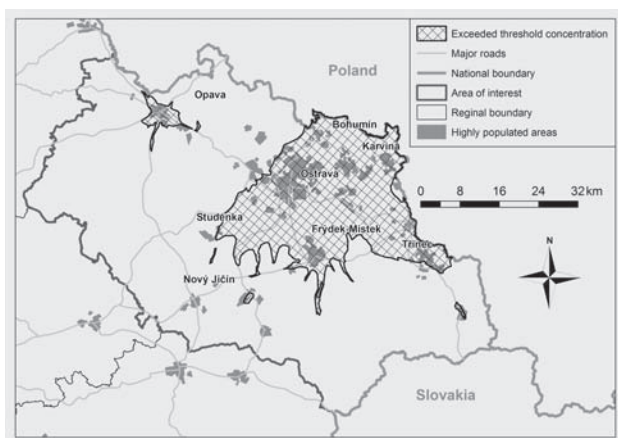 Exceeded threshold concentration
Major roads
National boundary
Area of interest
Reginal boundary
Highly populated areas
Poland
Opava
Bohumín
Karviná
Ostrava
0 8 16 24 32 km
Studénka
Frýdek-Místek
Třinec
N
Nový Jičín
Slovakia